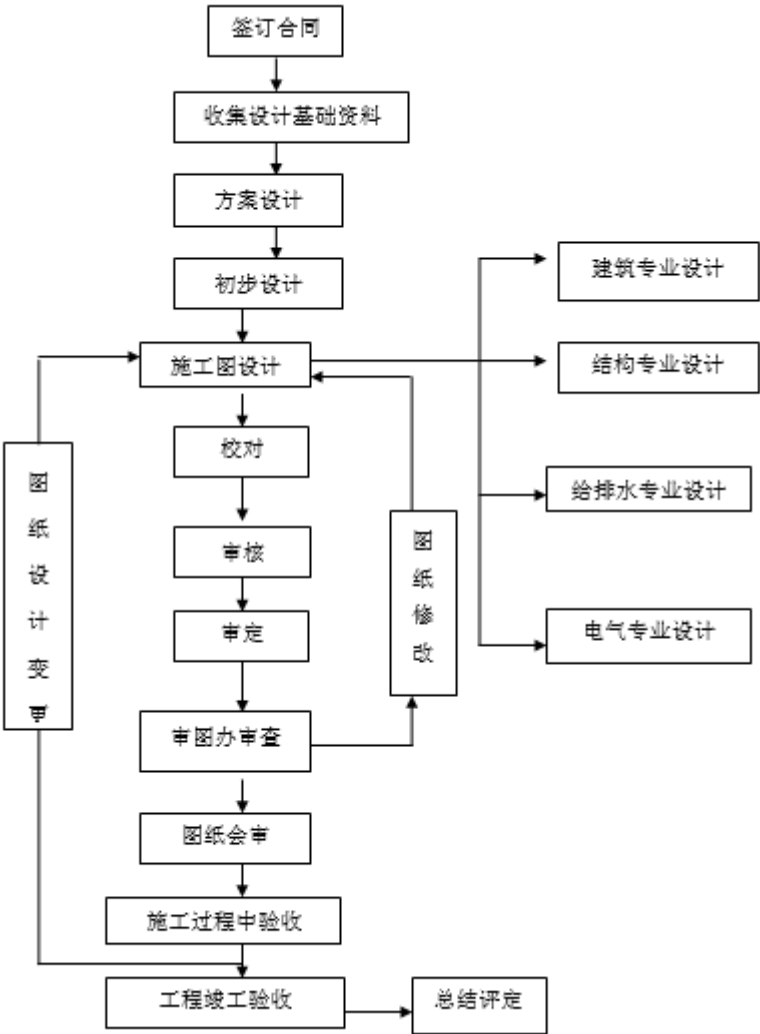 签订合同
收集设计基础资料
方案设计
初步设计
建筑专业设计
施工图设计
结构专业设计
校对
图纸设计变更
给排水专业设计
图纸修改
审核
审定
电气专业设计
审图办审查
图纸会审
施工过程中验收
工程竣工验收
总结评定